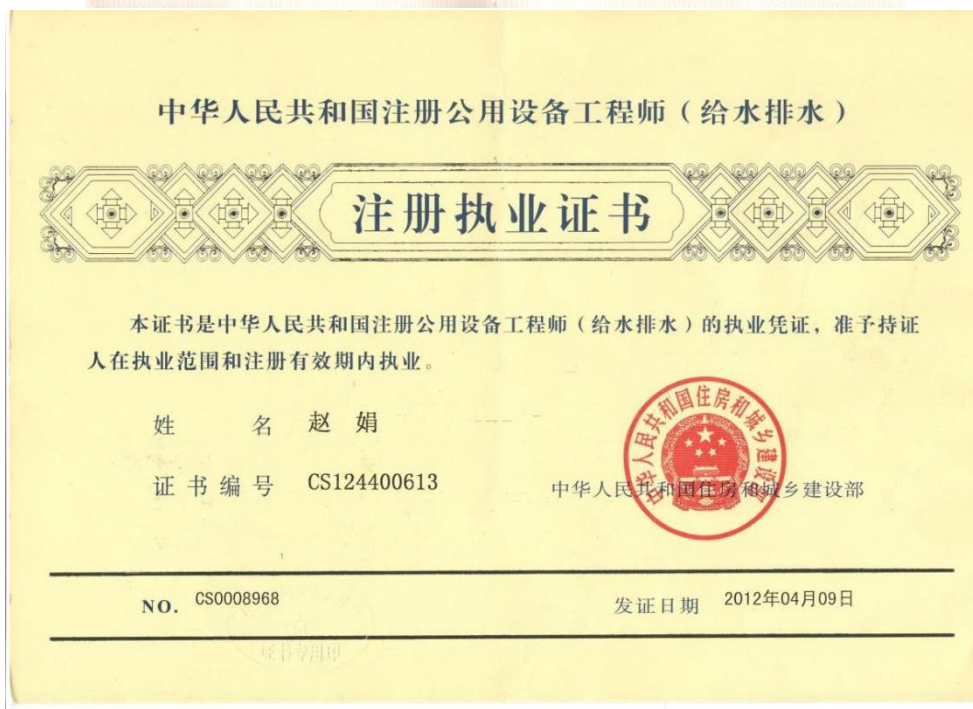 中华人民共和国注册公用设备工程师（给水排水）
注册执业证书
本证书是中华人民共和国注册公用设备工程师（给水排水）的执业凭证，准予持证
人在执业范围和注册有效期内执业。
姓 名 赵 娟
证书编号 CS124400613
中华人民共和国住房和城乡建设部
中华人民共和国住房和城乡建设部
NO. CS0008968
发证日期 2012年04月09日